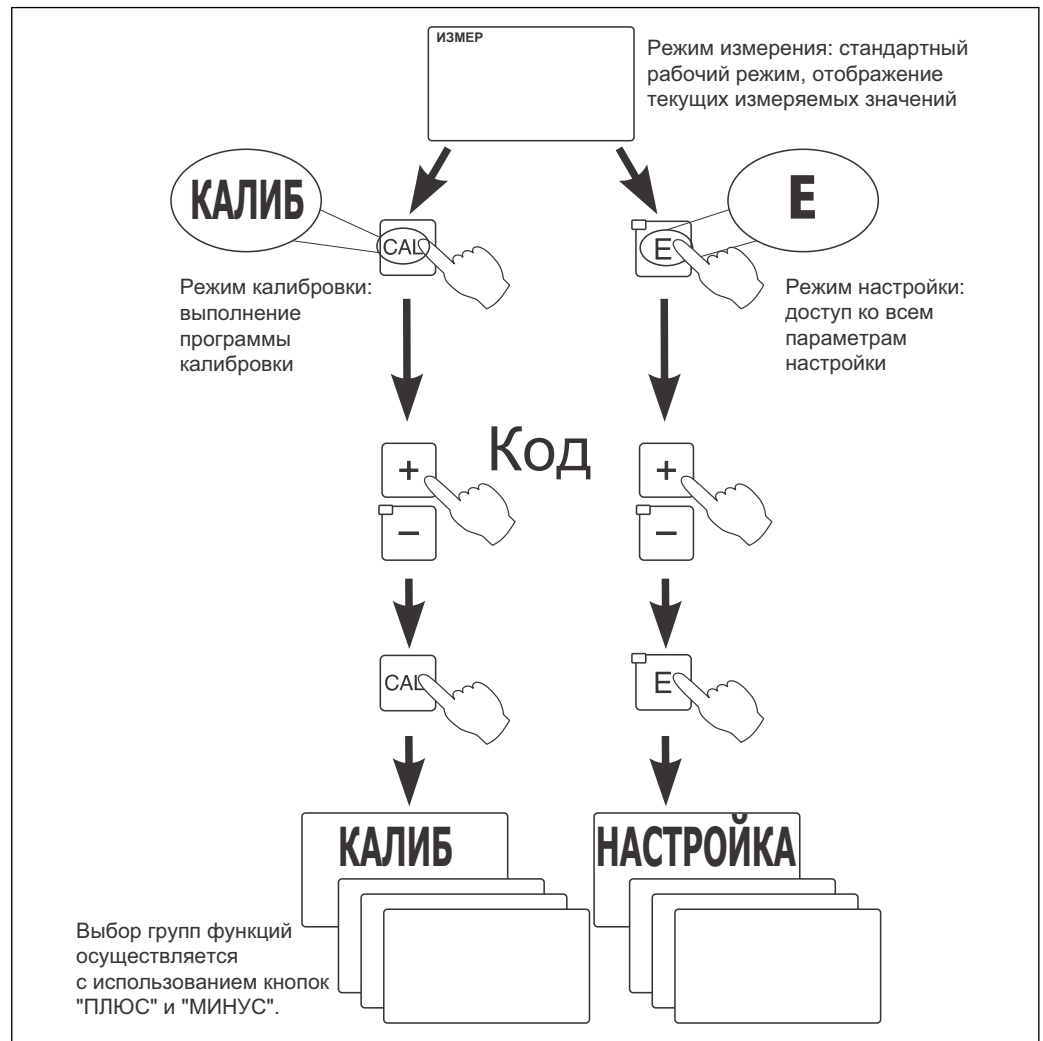 ИЗМЕР
Режим измерения: стандартный
рабочий режим, отображение
текущих измеряемых значений
КАЛИБ
E
CAL
E
Режим калибровки:
выполнение
программы
калибровки
Режим настройки:
доступ ко всем
параметрам
настройки
Код
+
+
−
−
CAL
E
КАЛИБ
НАСТРОЙКА
Выбор групп функций
осуществляется
с использованием кнопок
"ПЛЮС" и "МИНУС".